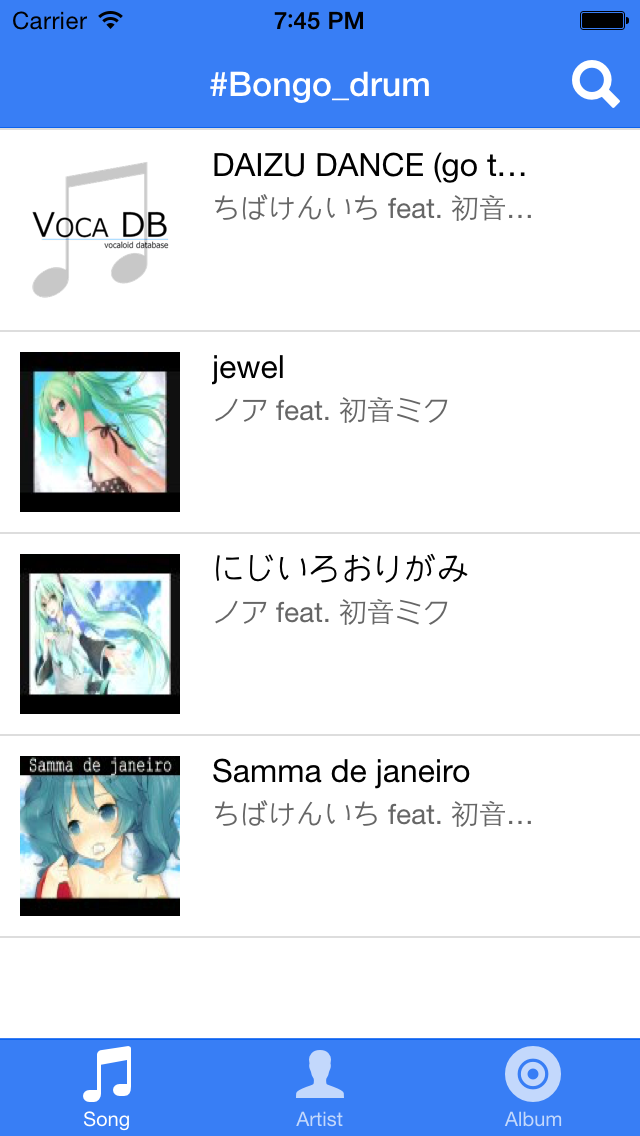 Carrier 7:45 PM
#Bongo_drum
VOCA DB
vocaloid database
DAIZU DANCE (go t…
ちばけんいち feat. 初音…
jewel
ノア feat. 初音ミク
にじいろおりがみ
ノア feat. 初音ミク
Samma de janeiro
Samma de janeiro
ちばけんいち feat. 初音…
Song Artist Album